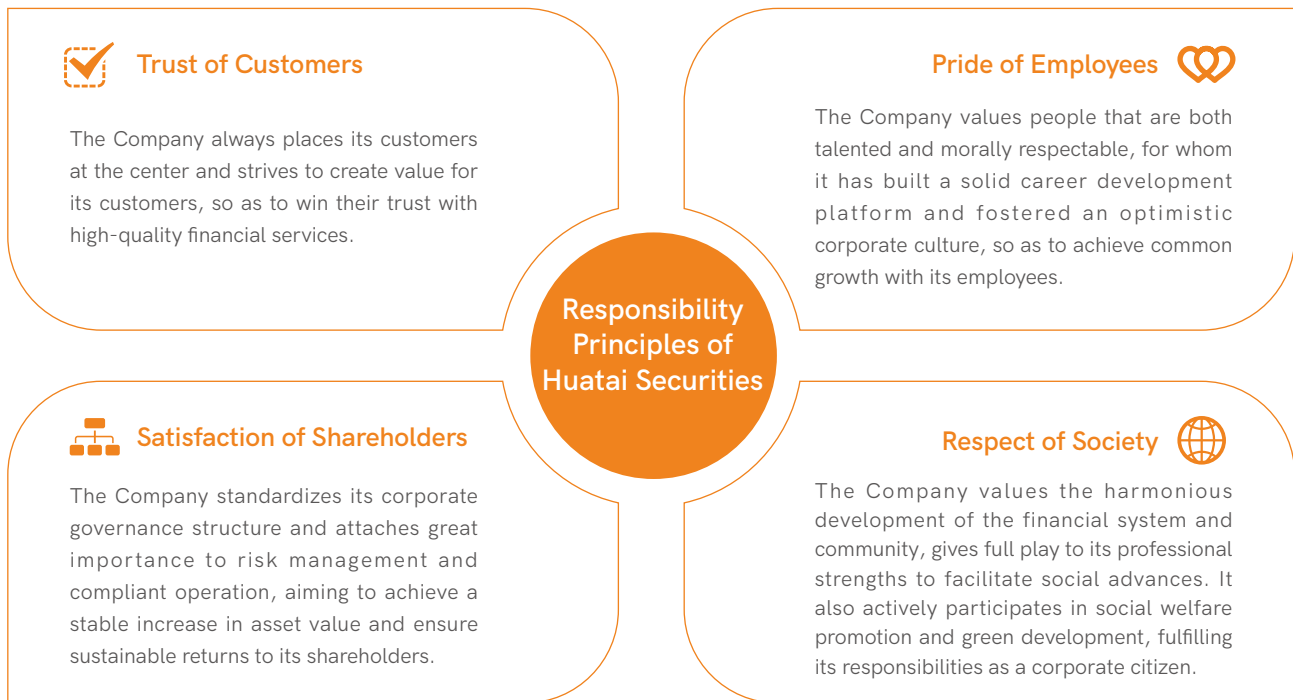 Trust of Customers
The Company always places its customers
at the center and strives to create value for
its customers, so as to win their trust with
high-quality financial services.
Pride of Employees
The Company values people that are both
talented and morally respectable, for whom
it has built a solid career development
platform and fostered an optimistic
corporate culture, so as to achieve common
growth with its employees.
Responsibility
Principles of
Huatai Securities
Satisfaction of Shareholders
The Company standardizes its corporate
governance structure and attaches great
importance to risk management and
compliant operation, aiming to achieve a
stable increase in asset value and ensure
sustainable returns to its shareholders.
Respect of Society
The Company values the harmonious
development of the financial system and
community, gives full play to its professional
strengths to facilitate social advances. It
also actively participates in social welfare
promotion and green development, fulfilling
its responsibilities as a corporate citizen.